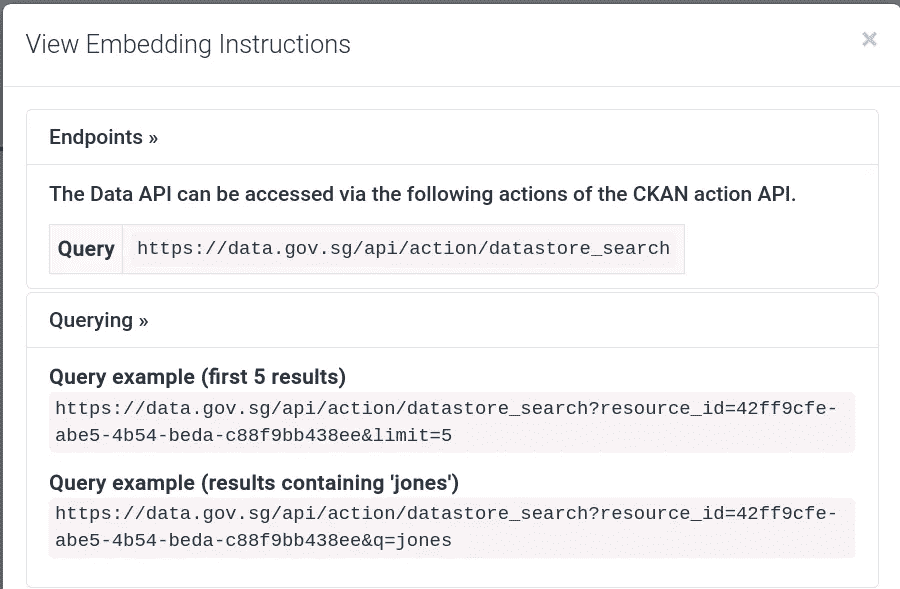 View Embedding Instructions
×
Endpoints »
The Data API can be accessed via the following actions of the CKAN action API.
Query https://data.gov.sg/api/action/datastore_search
Querying »
Query example (first 5 results)
https://data.gov.sg/api/action/datastore_search?resource_id=42ff9cfe-
abe5-4b54-beda-c88f9bb438ee&limit=5
Query example (results containing 'jones')
https://data.gov.sg/api/action/datastore_search?resource_id=42ff9cfe-
abe5-4b54-beda-c88f9bb438ee&q=jones